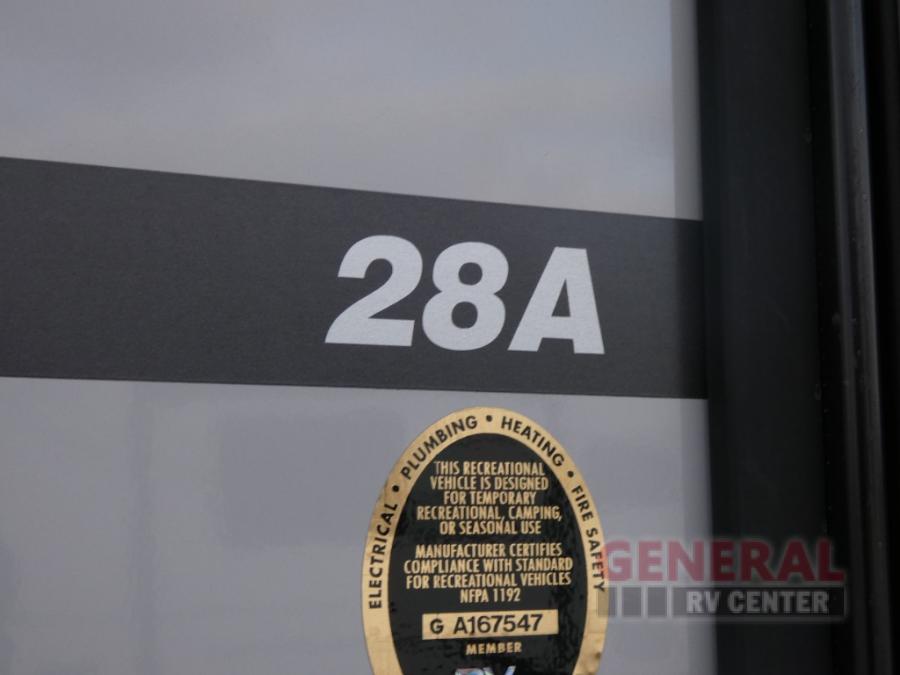 28A
ELECTRICAL • PLUMBING • HEATING • FIRE SAFETY
THIS RECREATIONAL
VEHICLE IS DESIGNED
FOR TEMPORARY
RECREATIONAL, CAMPING,
OR SEASONAL USE
MANUFACTURER CERTIFIES
COMPLIANCE WITH STANDARD
FOR RECREATIONAL VEHICLES
NFPA 1192
G A167547
MEMBER
GENERAL
RV CENTER